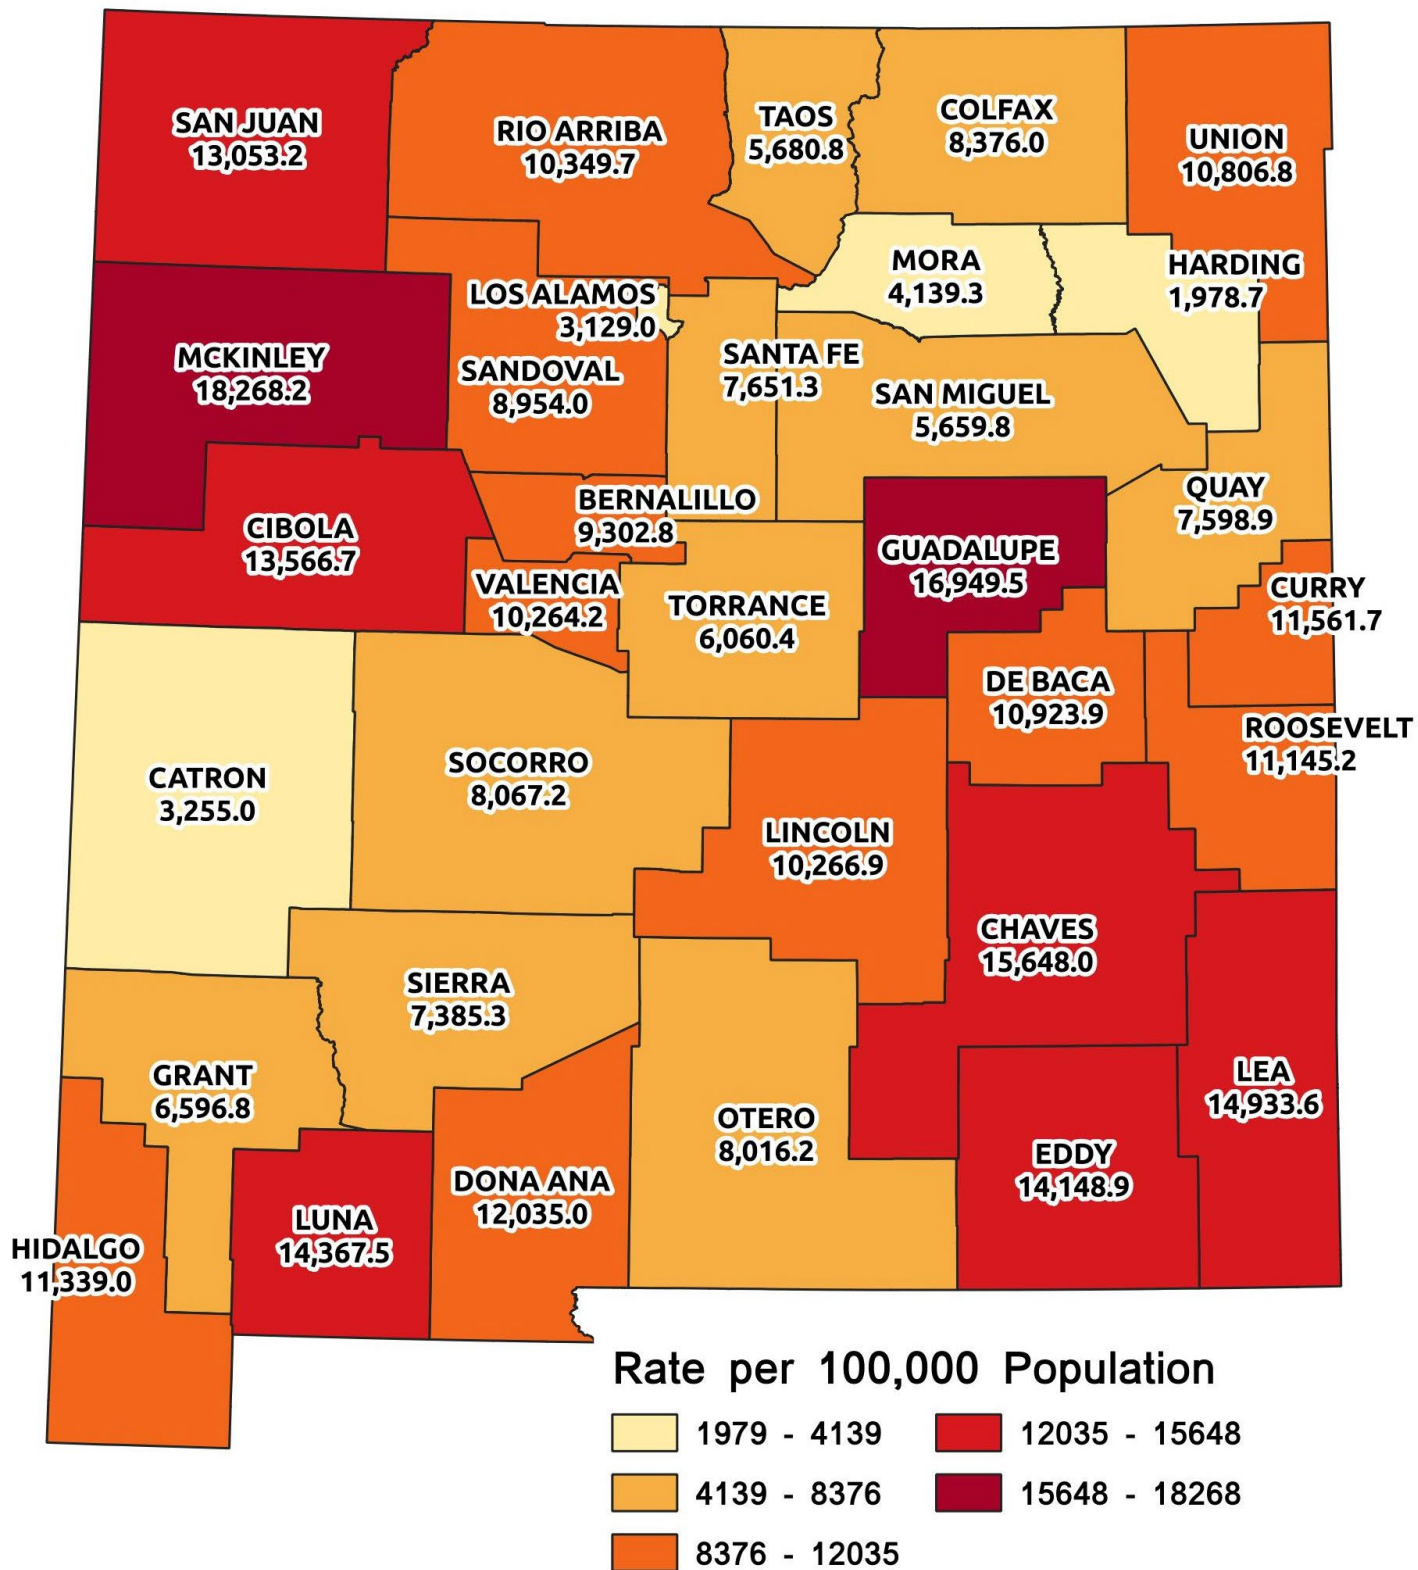 SAN JUAN
13,053.2
RIO ARRIBA
10,349.7
TAOS
5,680.8
COLFAX
8,376.0
UNION
10,806.8
MORA
4,139.3
HARDING
1,978.7
LOS ALAMOS
3,129.0
MCKINLEY
18,268.2
SANDOVAL
8,954.0
SANTA FE
7,651.3
SAN MIGUEL
5,659.8
QUAY
7,598.9
BERNALILLO
9,302.8
CIBOLA
13,566.7
GUADALUPE
16,949.5
VALENCIA
10,264.2
TORRANCE
6,060.4
CURRY
11,561.7
DE BACA
10,923.9
ROOSEVELT
11,145.2
CATRON
3,255.0
SOCORRO
8,067.2
LINCOLN
10,266.9
CHAVES
15,648.0
SIERRA
7,385.3
GRANT
6,596.8
LEA
14,933.6
OTERO
8,016.2
EDDY
14,148.9
DONA ANA
12,035.0
LUNA
14,367.5
HIDALGO
11,339.0
Rate per 100,000 Population
1979 - 4139
4139 - 8376
8376 - 12035
12035 - 15648
15648 - 18268